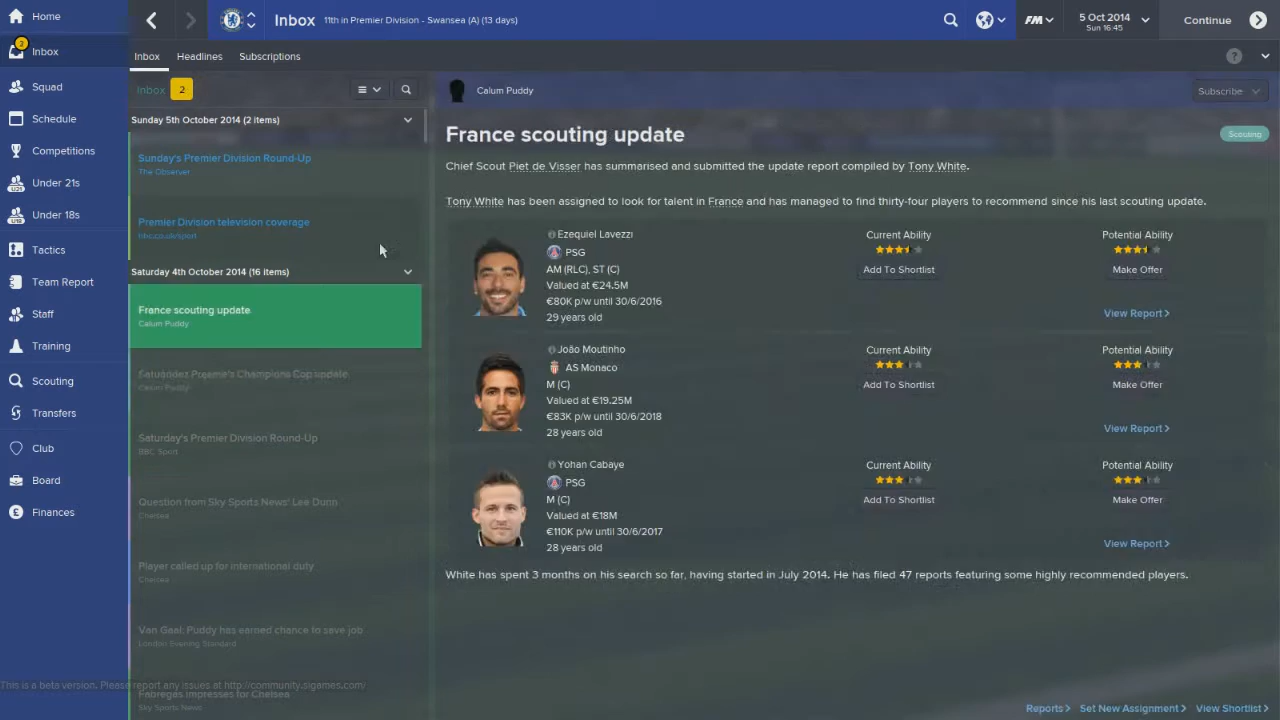 Home
Inbox
11th in Premier Division - Swansea (A) (13 days)
FM
5 Oct 2014
Sun 16:45
Continue
2
Inbox
Inbox
Headlines
Subscriptions
?
Squad
Schedule
Competitions
Under 21s
Under 18s
Tactics
Team Report
Staff
Training
Scouting
Transfers
Club
Board
£ Finances
Inbox 2
Sunday 5th October 2014 (2 items)
Sunday's Premier Division Round-Up
The Observer
Premier Division television coverage
bbc.co.uk/sport
Saturday 4th October 2014 (16 items)
France scouting update
Calum Puddy
Champions Cup update
Calum Puddy
Saturday's Premier Division Round-Up
BBC Sport
Question from Sky Sports News' Lee Dunn
Chelsea
Player called up for international duty
Chelsea
Van Gaal: Puddy has earned chance to save job
London Evening Standard
Fabregas impresses for Chelsea
Sky Sports News
This is a beta version. Please report any issues at http://community.sigames.com/
Calum Puddy
Subscribe
France scouting update
Scouting
Chief Scout Piet de Visser has summarised and submitted the update report compiled by Tony White.
Tony White has been assigned to look for talent in France and has managed to find thirty-four players to recommend since his last scouting update.
Ezequiel Lavezzi
PSG
AM (RLC), ST (C)
Valued at €24.5M
€80K p/w until 30/6/2016
29 years old
Current Ability
Add To Shortlist
Potential Ability
Make Offer
View Report >
João Moutinho
AS Monaco
M (C)
Valued at €19.25M
€83K p/w until 30/6/2018
28 years old
Current Ability
Add To Shortlist
Potential Ability
Make Offer
View Report >
Yohan Cabaye
PSG
M (C)
Valued at €18M
€110K p/w until 30/6/2017
28 years old
Current Ability
Add To Shortlist
Potential Ability
Make Offer
View Report >
White has spent 3 months on his search so far, having started in July 2014. He has filed 47 reports featuring some highly recommended players.
Reports >
Set New Assignment >
View Shortlist >